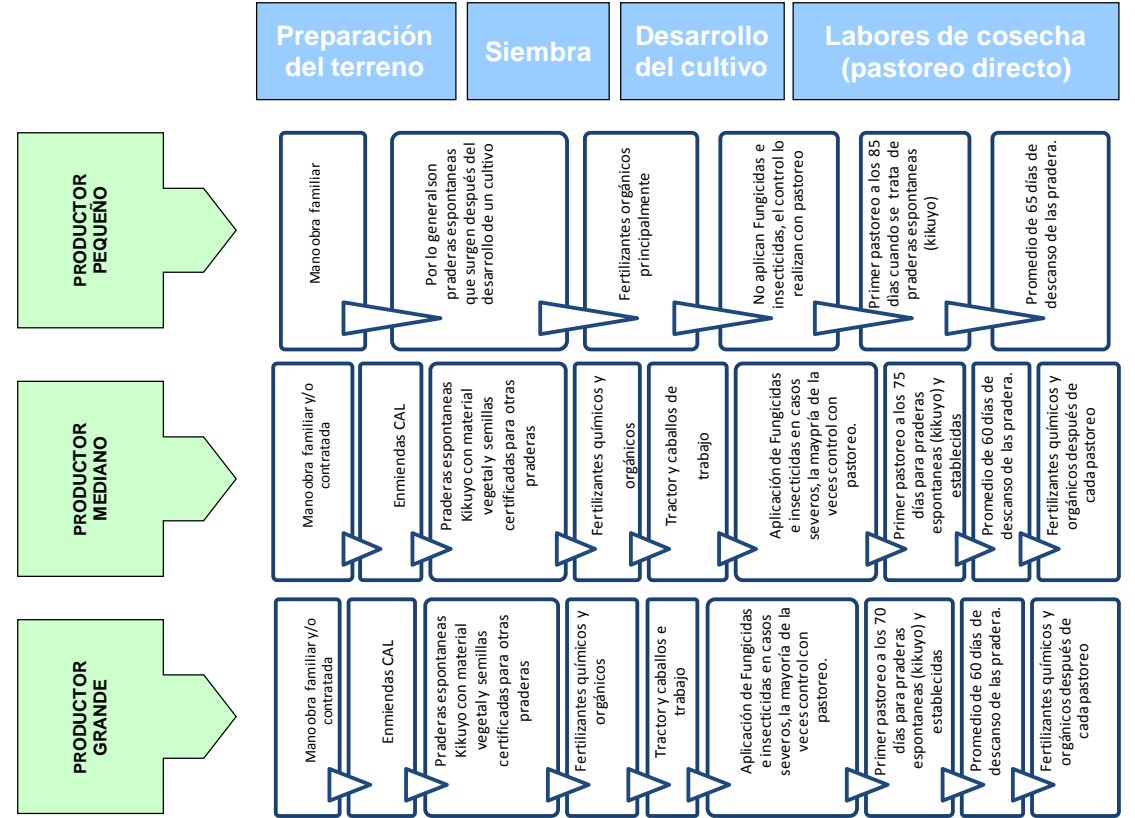 Preparación
del terreno
Siembra
Desarrollo
del cultivo
Labores de cosecha
(pastoreo directo)
PRODUCTOR
PEQUEÑO
Mano obra familiar
Por lo general son
praderas espontaneas
que surgen después del
desarrollo de un cultivo
Fertilizantes orgánicos
principalmente
No aplican Fungicidas e
insecticidas, el control lo
realizan con pastoreo
Primer pastoreo a los 85
días cuando se trata de
praderas espontaneas
(kikuyo)
Promedio de 65 días de
descanso de las pradera.
PRODUCTOR
MEDIANO
Mano obra familiar y/o
contratada
Enmiendas CAL
Praderas espontaneas
Kikuyo con material
vegetal y semillas
certificadas para otras
praderas
Fertilizantes químicos y
orgánicos
Tractor y caballos de
trabajo
Aplicación de Fungicidas
e insecticidas en casos
severos, la maypría de la
veces control con
pastoreo.
Primer pastoreo a los 75
días para praderas
espontaneas (kikuyo) y
establecidas
Promedio de 60 días de
descanso de las pradera.
Fertilizantes químicos y
orgánicos después de
cada pastoreo
PRODUCTOR
GRANDE
Mano obra familiar y/o
contratada
Enmiendas CAL
Praderas espontaneas
Kikuyo con material
vegetal y semillas
certificadas para otras
praderas
Fertilizantes químicos y
orgánicos
Tractor y caballos e
trabajo
Aplicación de Fungicidas
e insecticidas en casos
severos, la mayoría de la
veces control con
pastoreo.
Primer pastoreo a los 70
días para praderas
espontaneas (kikuyo) y
establecidas
Promedio de 60 días de
descanso de las pradera.
Fertilizantes químicos y
orgánicos después de
cada pastoreo